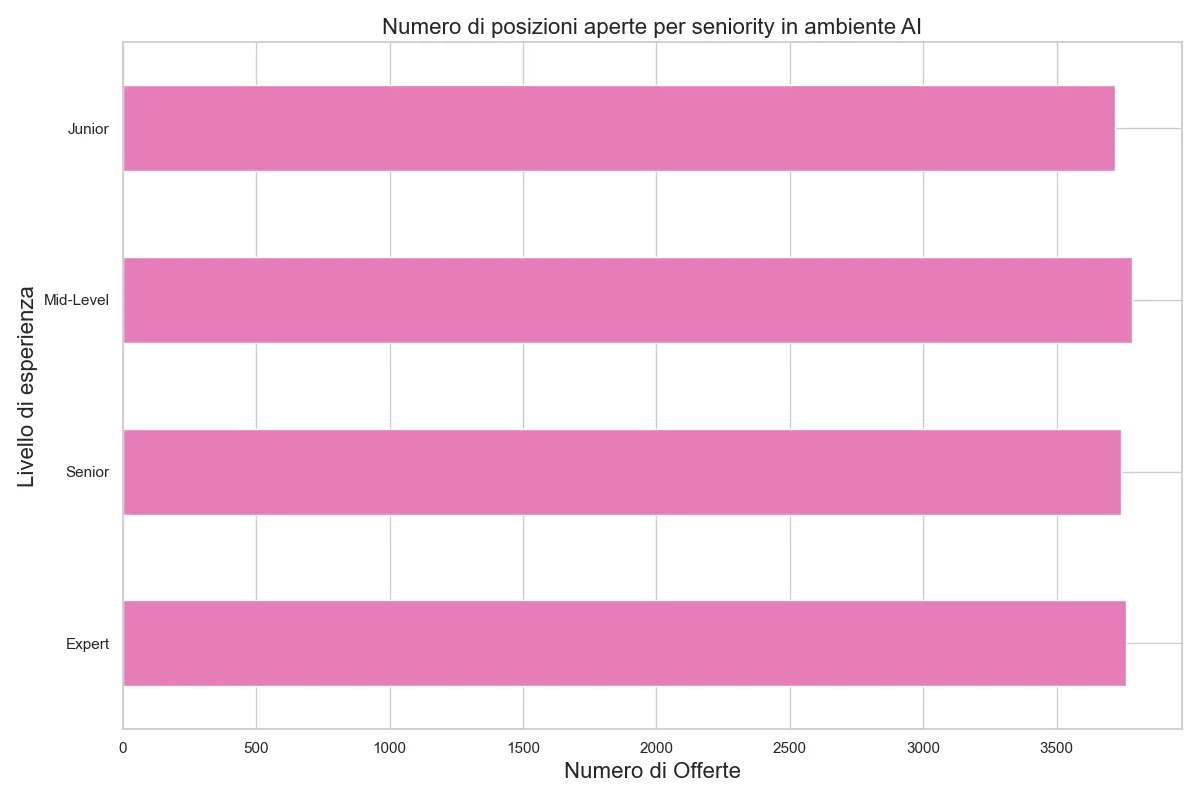 Numero di posizioni aperte per seniority in ambiente AI
Livello di esperienza
Junior
Mid-Level
Senior
Expert
0 500 1000 1500 2000 2500 3000 3500
Numero di Offerte